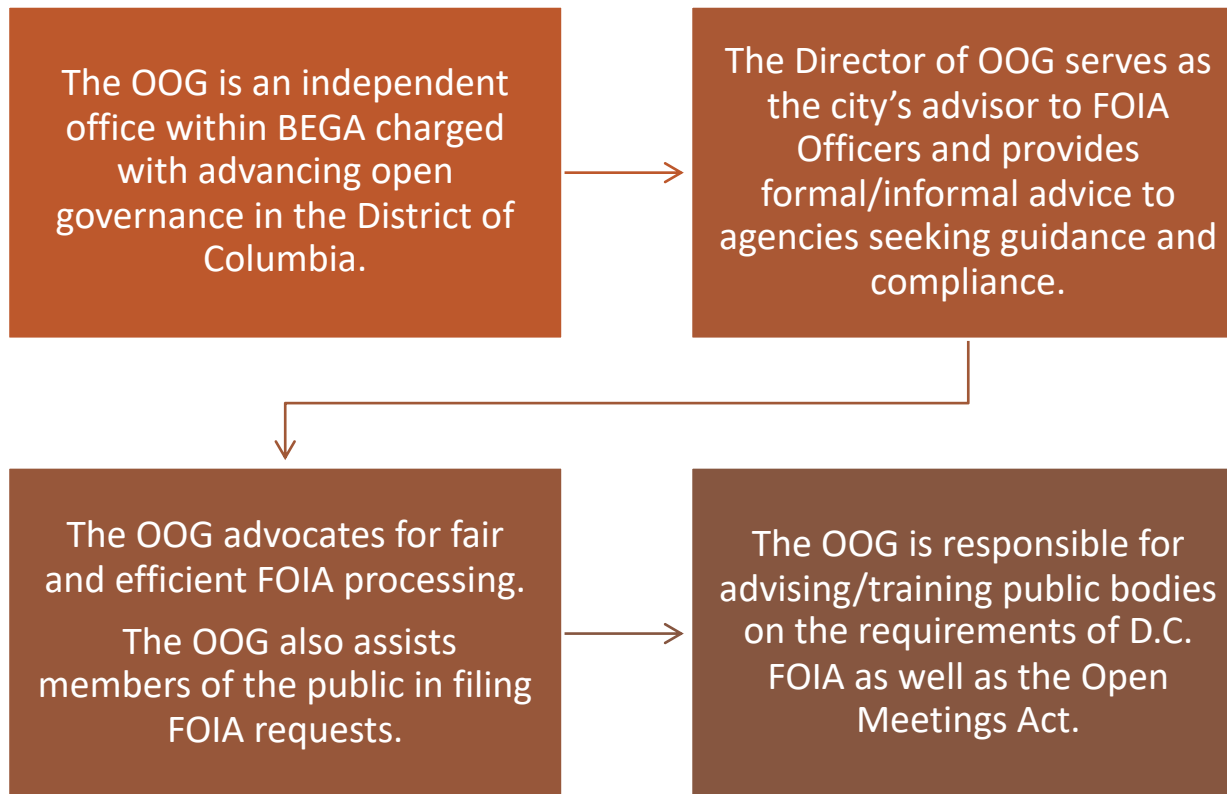 The OOG is an independent
office within BEGA charged
with advancing open
governance in the District of
Columbia.
The Director of OOG serves as
the city’s advisor to FOIA
Officers and provides
formal/informal advice to
agencies seeking guidance and
compliance.
The OOG advocates for fair
and efficient FOIA processing.
The OOG also assists
members of the public in filing
FOIA requests.
The OOG is responsible for
advising/training public bodies
on the requirements of D.C.
FOIA as well as the Open
Meetings Act.